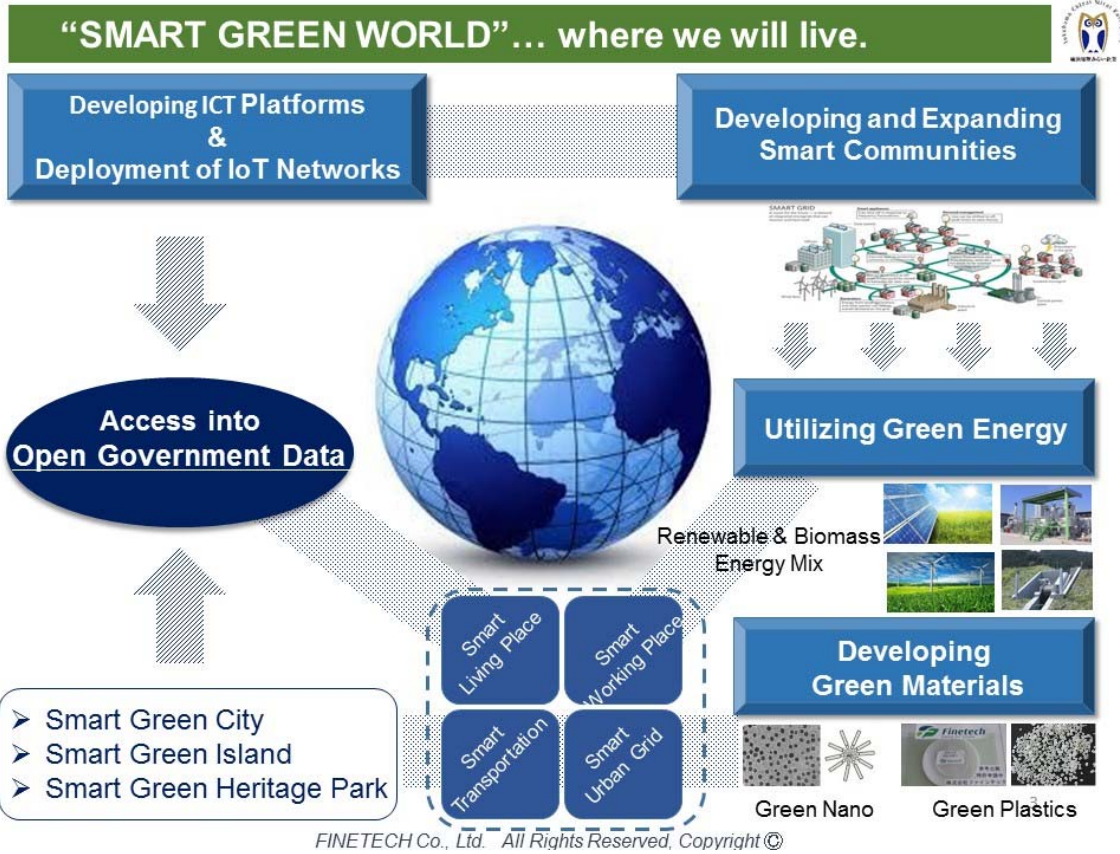 “SMART GREEN WORLD”... where we will live.
Developing ICT Platforms
&
Deployment of IoT Networks
Developing and Expanding
Smart Communities
SMART GRID
Access into
Open Government Data
Utilizing Green Energy
Renewable & Biomass
Energy Mix
Smart
Living Place
Smart
Working Place
Smart
Transportation
Smart
Urban Grid
Developing
Green Materials
➢ Smart Green City
➢ Smart Green Island
➢ Smart Green Heritage Park
Finetech
Green Nano
Green Plastics
3
FINETECH Co., Ltd. All Rights Reserved, Copyright ©